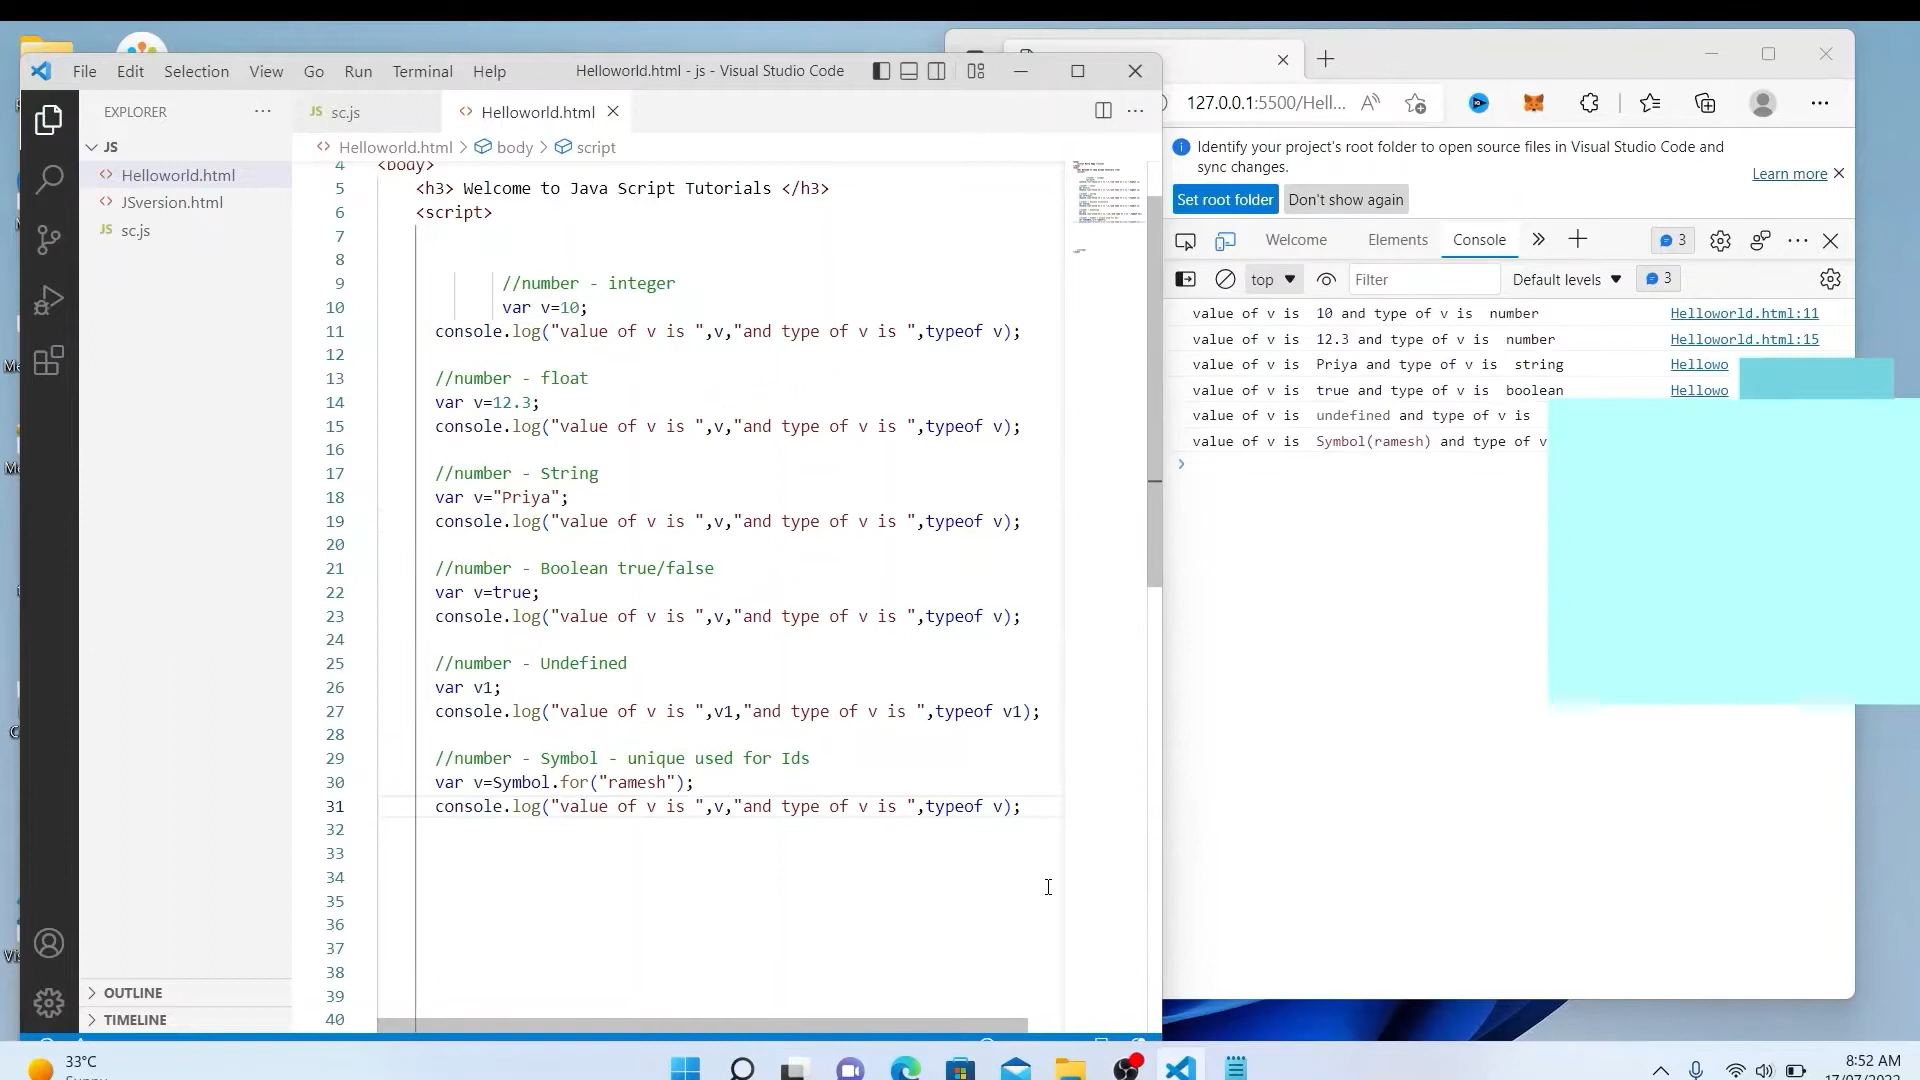 File Edit Selection View Go Run Terminal Help Helloworld.html - js - Visual Studio Code
EXPLORER
JS
Helloworld.html
JSversion.html
JS sc.js
OUTLINE
TIMELINE
JS sc.js Helloworld.html
Helloworld.html body script
4 <body>
5 <h3> Welcome to Java Script Tutorials </h3>
6 <script>
7
8
9 //number - integer
10 var v=10;
11 console.log("value of v is ",v,"and type of v is ",typeof v);
12
13 //number - float
14 var v=12.3;
15 console.log("value of v is ",v,"and type of v is ",typeof v);
16
17 //number - String
18 var v="Priya";
19 console.log("value of v is ",v,"and type of v is ",typeof v);
20
21 //number - Boolean true/false
22 var v=true;
23 console.log("value of v is ",v,"and type of v is ",typeof v);
24
25 //number - Undefined
26 var v1;
27 console.log("value of v is ",v1,"and type of v is ",typeof v1);
28
29 //number - Symbol - unique used for Ids
30 var v=Symbol.for("ramesh");
31 console.log("value of v is ",v,"and type of v is ",typeof v);
32
33
34
35
36
37
38
39
40
127.0.0.1:5500/Hell...
Identify your project's root folder to open source files in Visual Studio Code and
sync changes.
Learn more
Set root folder Don't show again
Welcome Elements Console 3
top Filter Default levels 3
value of v is 10 and type of v is number Helloworld.html:11
value of v is 12.3 and type of v is number Helloworld.html:15
value of v is Priya and type of v is string Hellowo
value of v is true and type of v is boolean Hellowo
value of v is undefined and type of v is
value of v is Symbol(ramesh) and type of v
33°C
8:52 AM